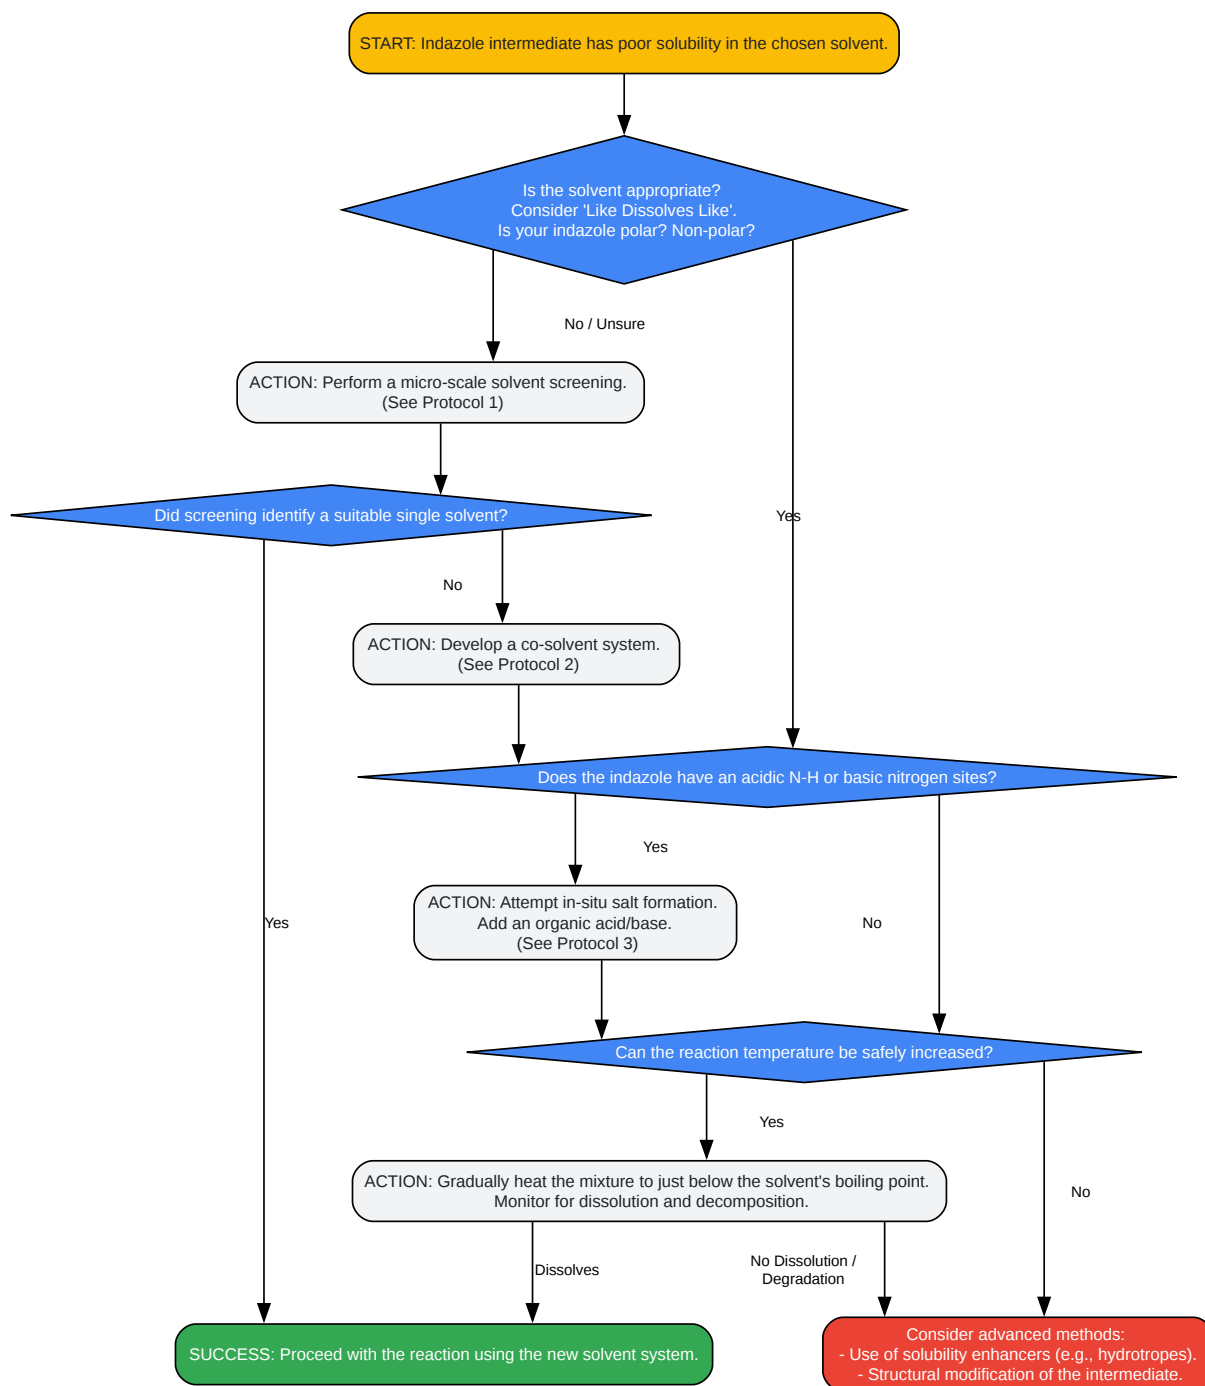 START: Indazole intermediate has poor solubility in the chosen solvent.
Is the solvent appropriate?
Consider 'Like Dissolves Like'.
Is your indazole polar? Non-polar?
No / Unsure
ACTION: Perform a micro-scale solvent screening.
(See Protocol 1)
Yes
Did screening identify a suitable single solvent?
No
ACTION: Develop a co-solvent system.
(See Protocol 2)
Does the indazole have an acidic N-H or basic nitrogen sites?
Yes
ACTION: Attempt in-situ salt formation.
Add an organic acid/base.
(See Protocol 3)
Yes
No
Can the reaction temperature be safely increased?
Yes
ACTION: Gradually heat the mixture to just below the solvent's boiling point.
Monitor for dissolution and decomposition.
No
Dissolves
No Dissolution /
Degradation
SUCCESS: Proceed with the reaction using the new solvent system.
Consider advanced methods:
- Use of solubility enhancers (e.g., hydrotropes).
- Structural modification of the intermediate.